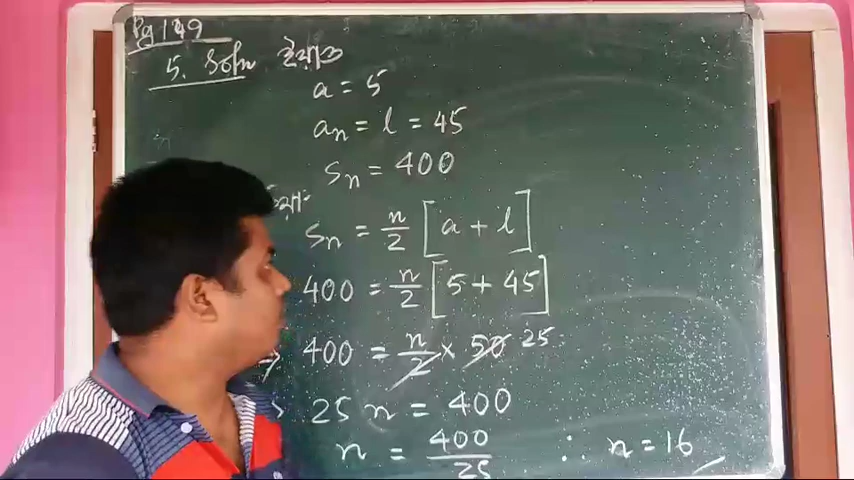 Pg 149
5. Soln
a = 5
aₙ = l = 45
Sₙ = 400
Sₙ = n/2 [a + l]
400 = n/2 [5 + 45]
⇒ 400 = n/2 × 50 25
25 n = 400
n = 400/25 ∴ n = 16